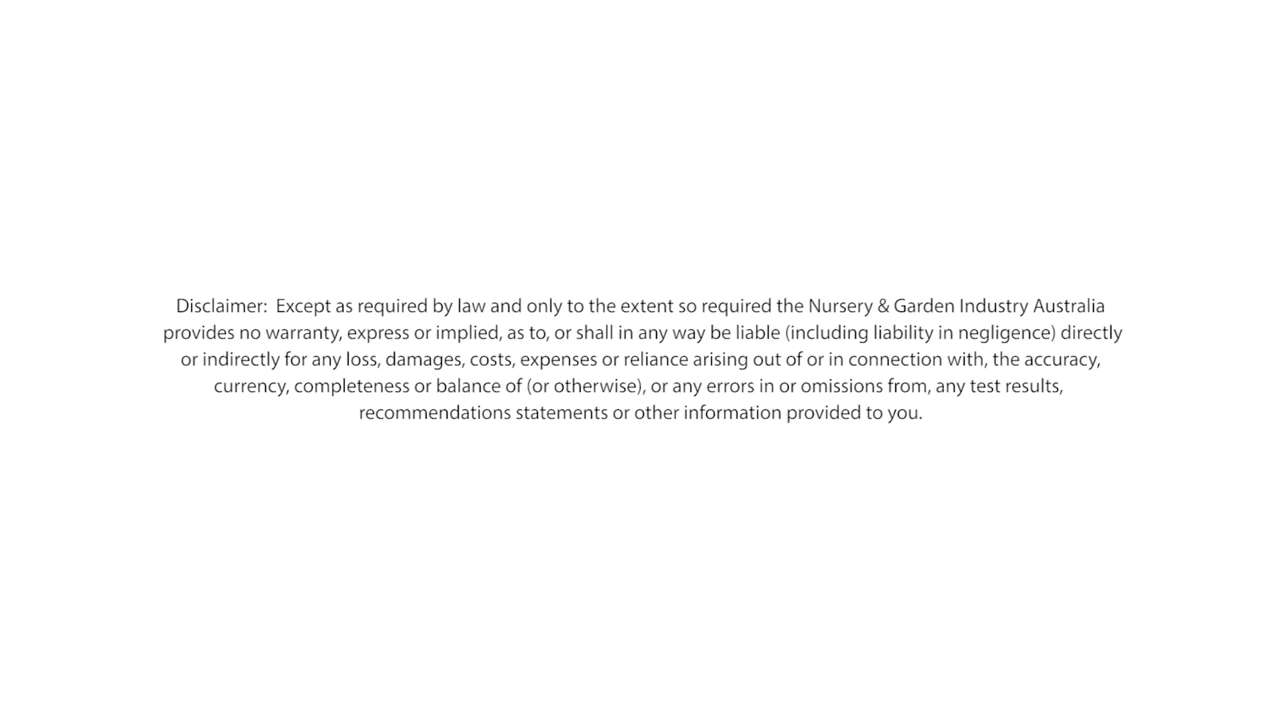 Disclaimer:  Except as required by law and only to the extent so required the Nursery & Garden Industry Australia
provides no warranty, express or implied, as to, or shall in any way be liable (including liability in negligence) directly
or indirectly for any loss, damages, costs, expenses or reliance arising out of or in connection with, the accuracy,
currency, completeness or balance of (or otherwise), or any errors in or omissions from, any test results,
recommendations statements or other information provided to you.